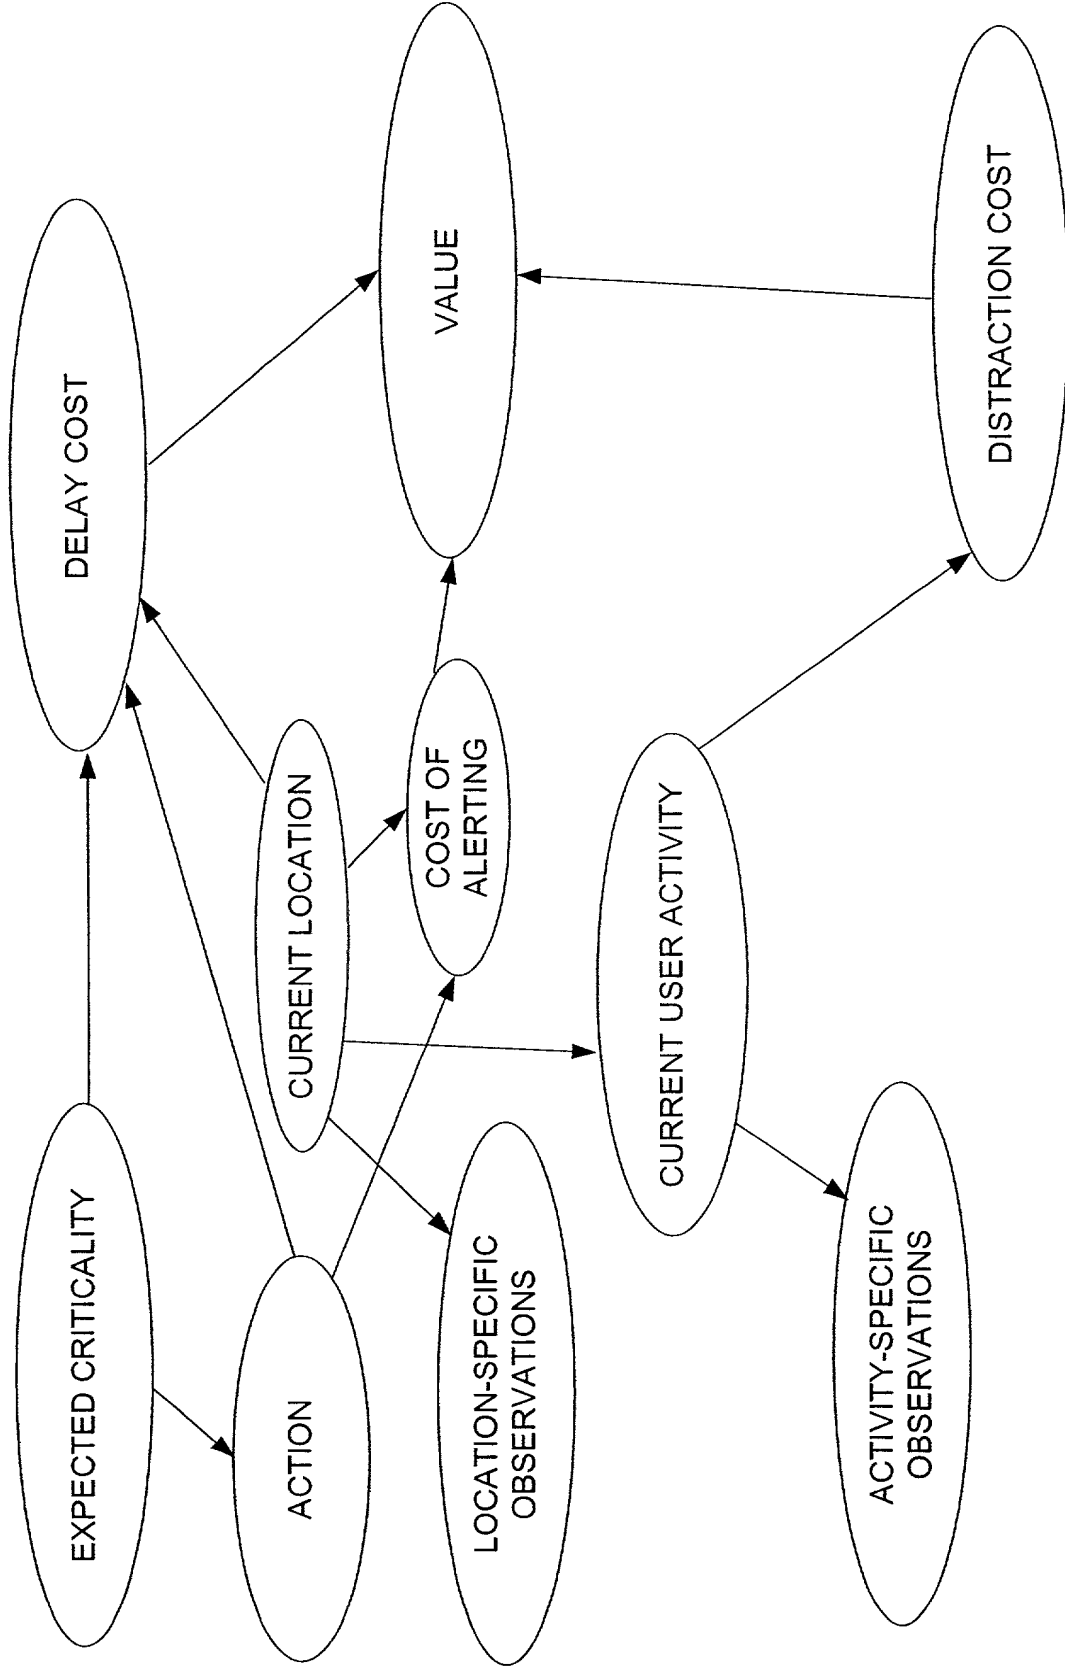 EXPECTED CRITICALITY
DELAY COST
ACTION
CURRENT LOCATION
COST OF
ALERTING
VALUE
LOCATION-SPECIFIC
OBSERVATIONS
CURRENT USER ACTIVITY
ACTIVITY-SPECIFIC
OBSERVATIONS
DISTRACTION COST